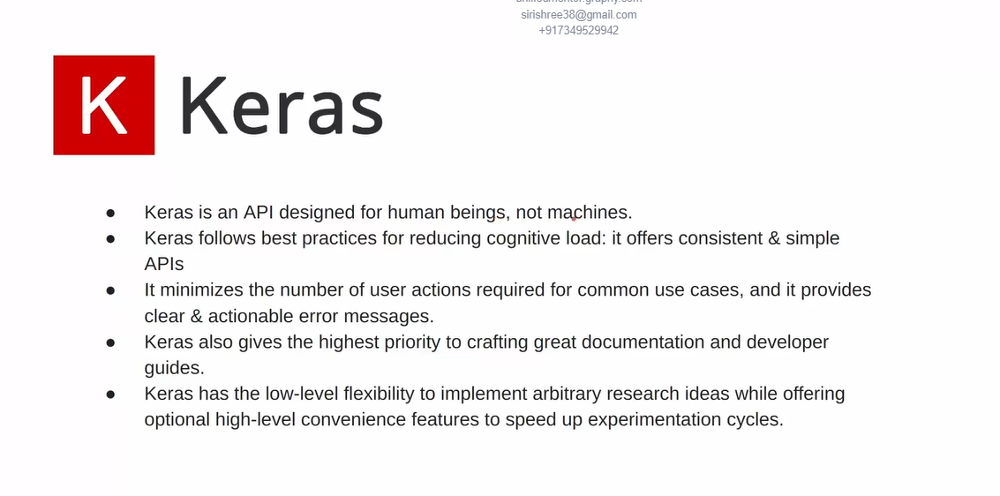 sirishree38@gmail.com
+917349529942
K Keras
● Keras is an API designed for human beings, not machines.
● Keras follows best practices for reducing cognitive load: it offers consistent & simple
APIs
● It minimizes the number of user actions required for common use cases, and it provides
clear & actionable error messages.
● Keras also gives the highest priority to crafting great documentation and developer
guides.
● Keras has the low-level flexibility to implement arbitrary research ideas while offering
optional high-level convenience features to speed up experimentation cycles.